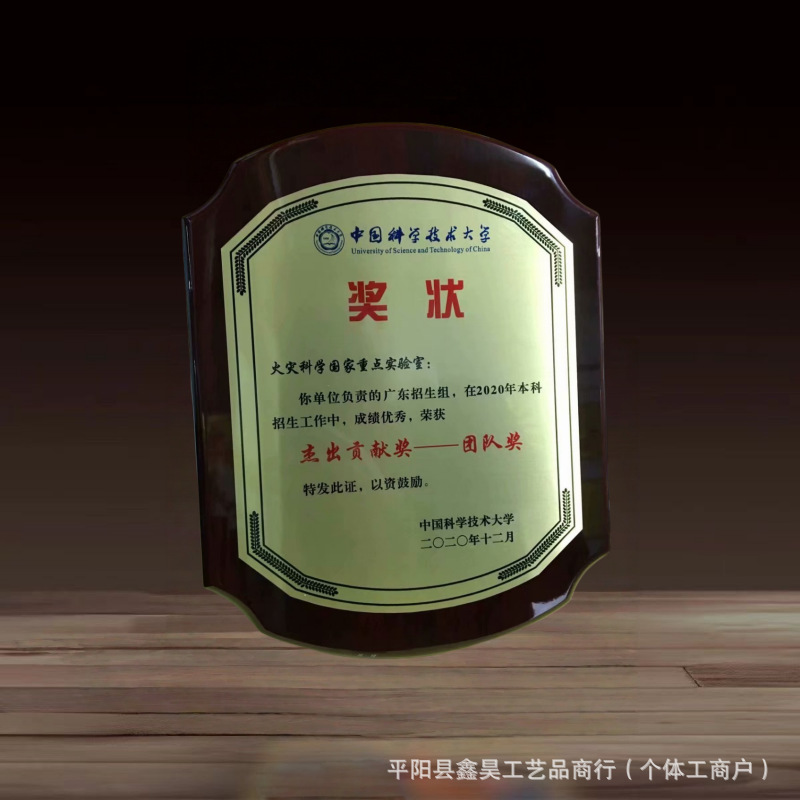 中国科学技术大学
University of Science and Technology of China
奖 状
火灾科学国家重点实验室：
你单位负责的广东招生组，在2020年本科
招生工作中，成绩优秀，荣获
杰出贡献奖——团队奖
特发此证，以资鼓励。
中国科学技术大学
二〇二〇年十二月
平阳县鑫昊工艺品商行（个体工商户）